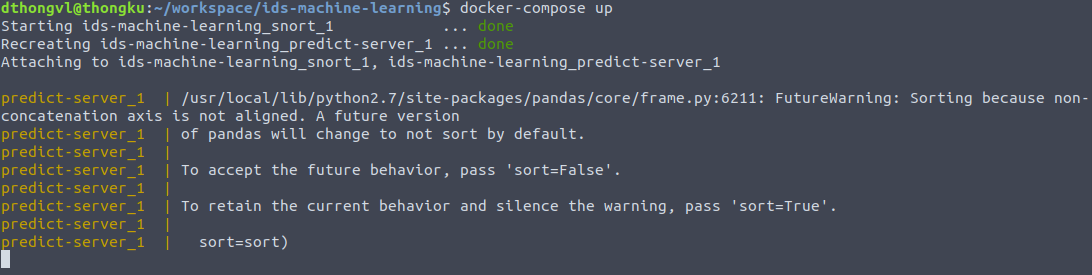 dthongvl@thongku:~/workspace/ids-machine-learning$ docker-compose up
Starting ids-machine-learning_snort_1 ... done
Recreating ids-machine-learning_predict-server_1 ... done
Attaching to ids-machine-learning_snort_1, ids-machine-learning_predict-server_1
predict-server_1 | /usr/local/lib/python2.7/site-packages/pandas/core/frame.py:6211: FutureWarning: Sorting because non-
concatenation axis is not aligned. A future version
predict-server_1 | of pandas will change to not sort by default.
predict-server_1 |
predict-server_1 | To accept the future behavior, pass 'sort=False'.
predict-server_1 |
predict-server_1 | To retain the current behavior and silence the warning, pass 'sort=True'.
predict-server_1 |
predict-server_1 | sort=sort)